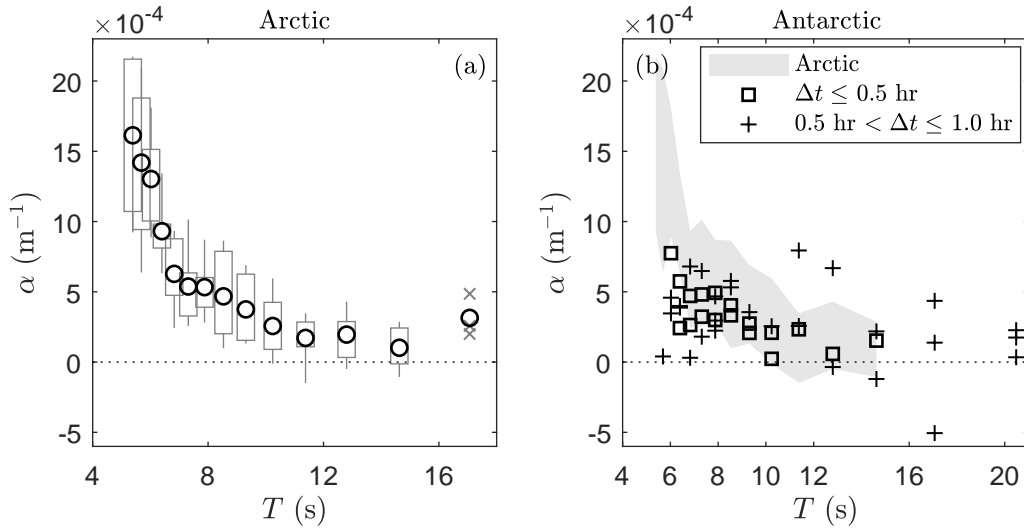 Arctic
×10⁻⁴
(a)
20
15
10
5
0
-5
4 8 12 16
α (m⁻¹)
T (s)
Antarctic
×10⁻⁴
(b)
Arctic
Δt ≤ 0.5 hr
0.5 hr < Δt ≤ 1.0 hr
20
15
10
5
0
-5
4 6 8 10 12 14 20
α (m⁻¹)
T (s)